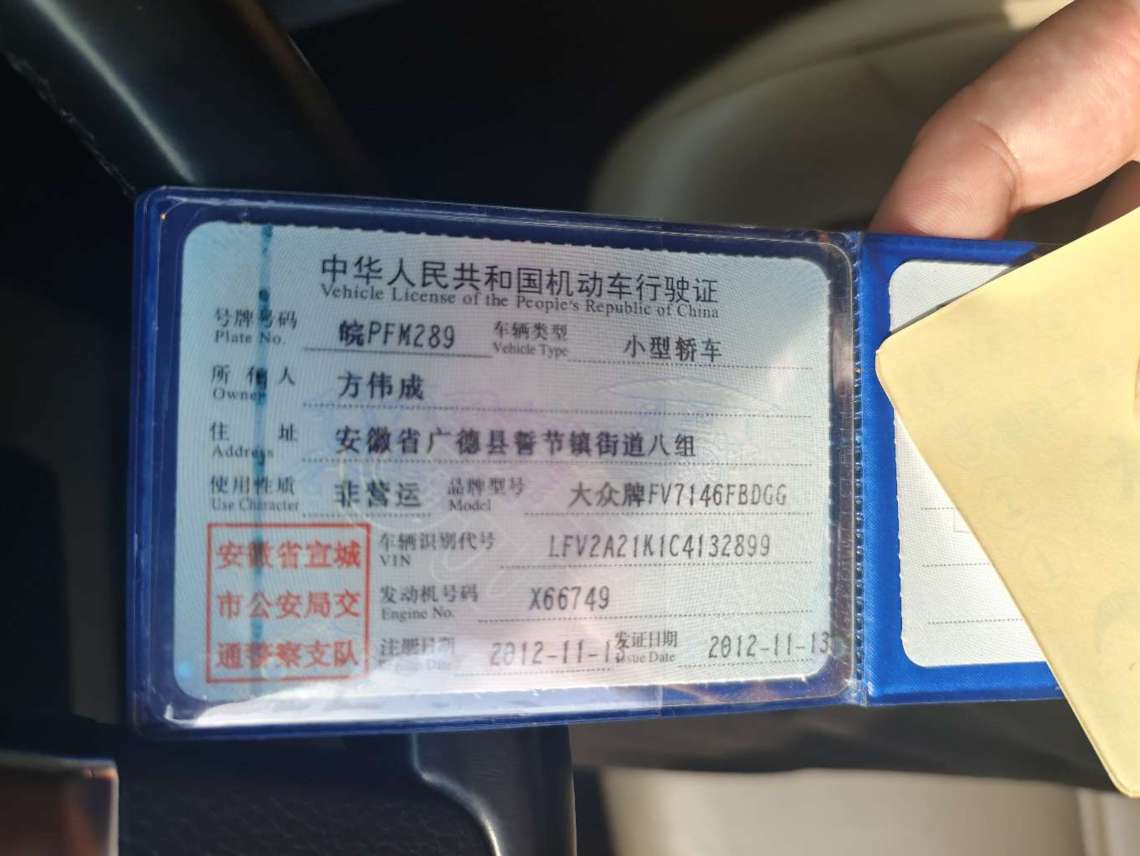 中华人民共和国机动车行驶证
Vehicle License of the People's Republic of China
号牌号码 皖PFM289 车辆类型 小型轿车
Plate No. Vehicle Type
所有人 方伟成
Owner
住址 安徽省广德县誓节镇街道八组
Address
使用性质 非营运 品牌型号 大众牌FV7146FBDGG
Use Character Model
车辆识别代号 LFV2A21K1C4132899
VIN
发动机号码 X66749
Engine No.
注册日期 2012-11-13 发证日期 2012-11-13
Issue Date
安徽省宣城
市公安局交
通警察支队